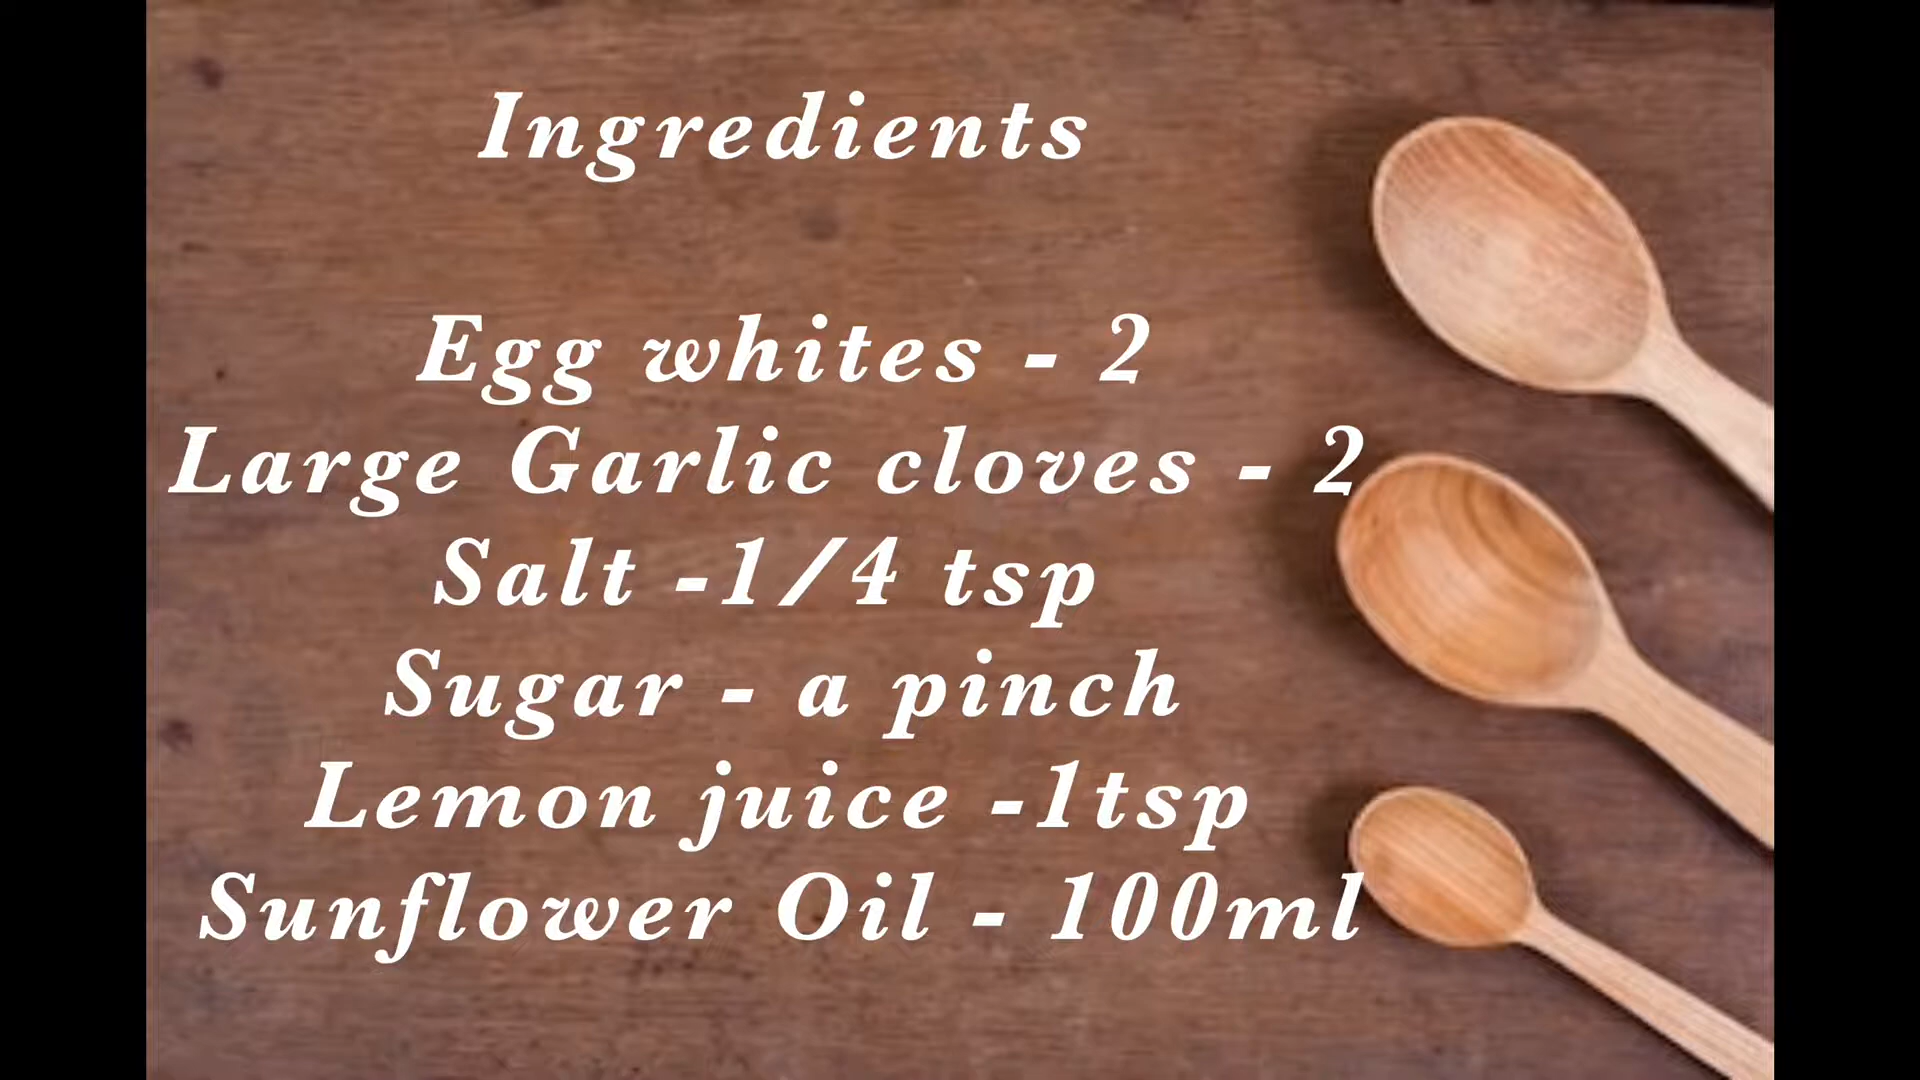 Ingredients
Egg whites - 2
Large Garlic cloves - 2
Salt -1/4 tsp
Sugar - a pinch
Lemon juice -1tsp
Sunflower Oil - 100ml